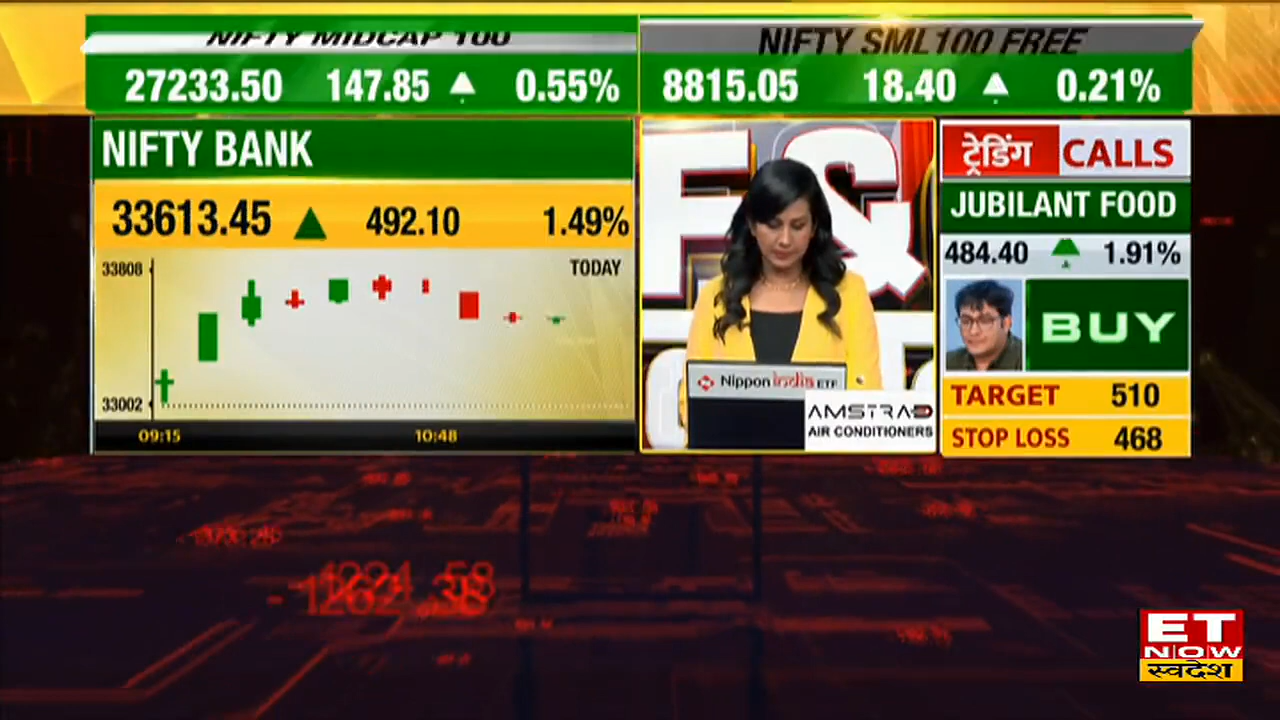 NIFTY MIDCAP 100
27233.50 147.85 0.55%
NIFTY SML100 FREE
8815.05 18.40 0.21%
NIFTY BANK
33613.45 492.10 1.49%
33808
TODAY
33002
09:15 10:48
F&
Nippon india ETF
AMSTRAD
AIR CONDITIONERS
ट्रेडिंग CALLS
JUBILANT FOOD
484.40 1.91%
BUY
TARGET 510
STOP LOSS 468
ET
NOW
स्वदेश